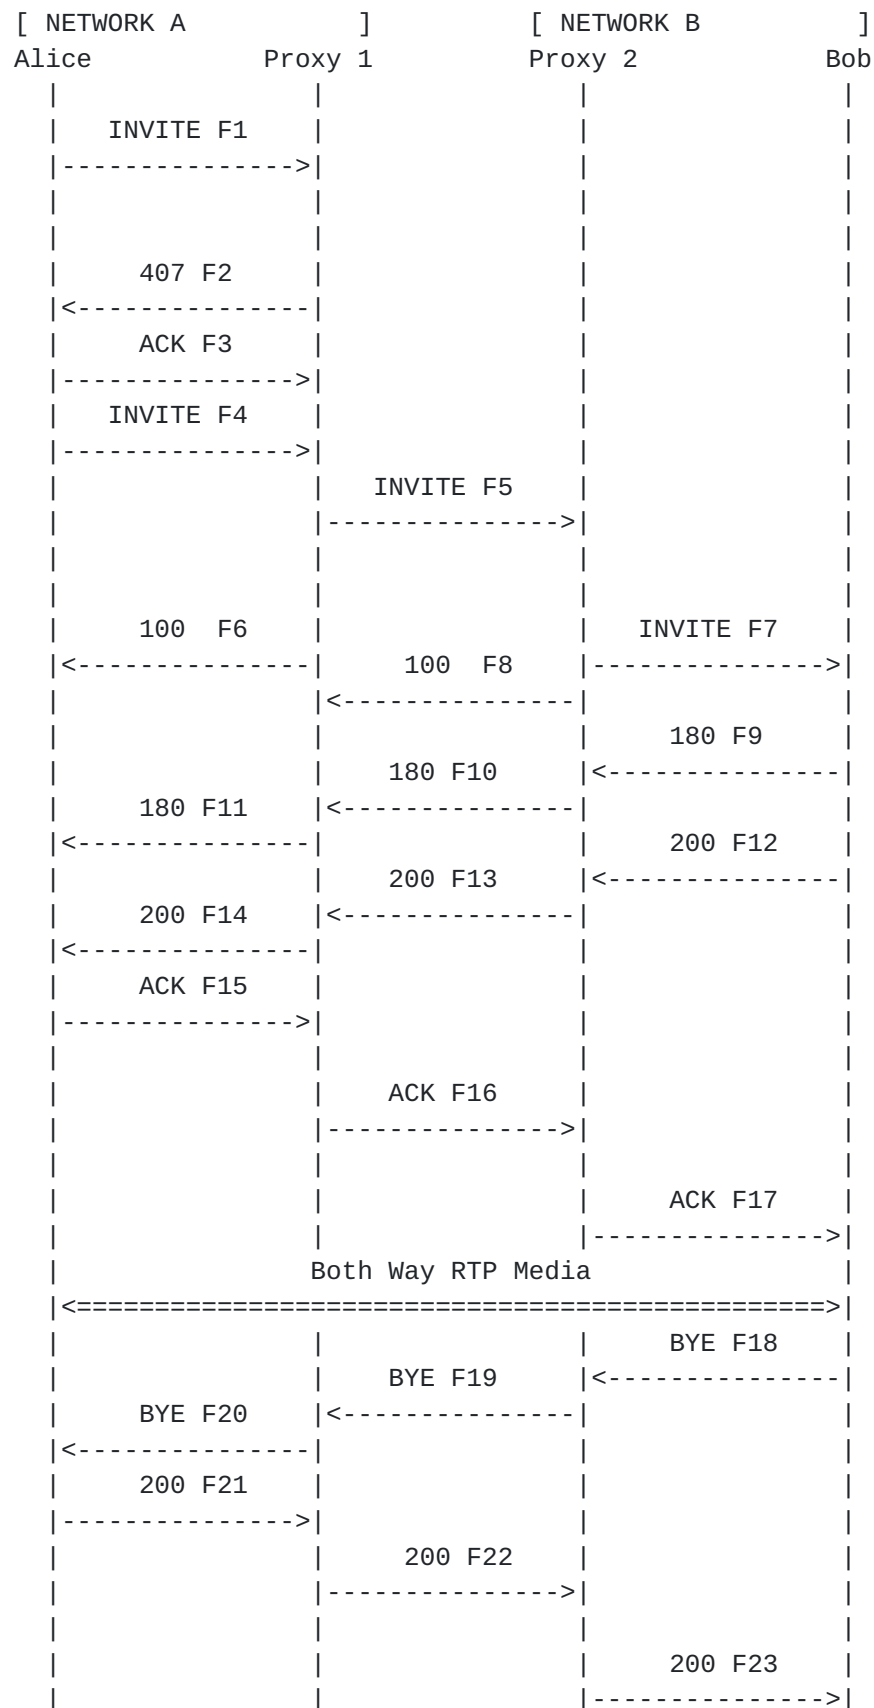 [ NETWORK A           ]          [ NETWORK B          ]
Alice           Proxy 1          Proxy 2            Bob
  |                |                |                |
  |   INVITE F1    |                |                |
  |--------------->|                |                |
  |                |                |                |
  |                |                |                |
  |     407 F2     |                |                |
  |<---------------|                |                |
  |     ACK F3     |                |                |
  |--------------->|                |                |
  |   INVITE F4    |                |                |
  |--------------->|                |                |
  |                |   INVITE F5    |                |
  |                |--------------->|                |
  |                |                |                |
  |                |                |                |
  |     100  F6    |                |   INVITE F7    |
  |<---------------|     100  F8    |--------------->|
  |                |<---------------|                |
  |                |                |     180 F9     |
  |                |    180 F10     |<---------------|
  |     180 F11    |<---------------|                |
  |<---------------|                |     200 F12    |
  |                |    200 F13     |<---------------|
  |     200 F14    |<---------------|                |
  |<---------------|                |                |
  |     ACK F15    |                |                |
  |--------------->|                |                |
  |                |                |                |
  |                |    ACK F16     |                |
  |                |--------------->|                |
  |                |                |                |
  |                |                |     ACK F17    |
  |                |                |--------------->|
  |                Both Way RTP Media                |
  |<================================================>|
  |                |                |     BYE F18    |
  |                |    BYE F19     |<---------------|
  |     BYE F20    |<---------------|                |
  |<---------------|                |                |
  |     200 F21    |                |                |
  |--------------->|                |                |
  |                |     200 F22    |                |
  |                |--------------->|                |
  |                |                |                |
  |                |                |     200 F23    |
  |                |                |--------------->|